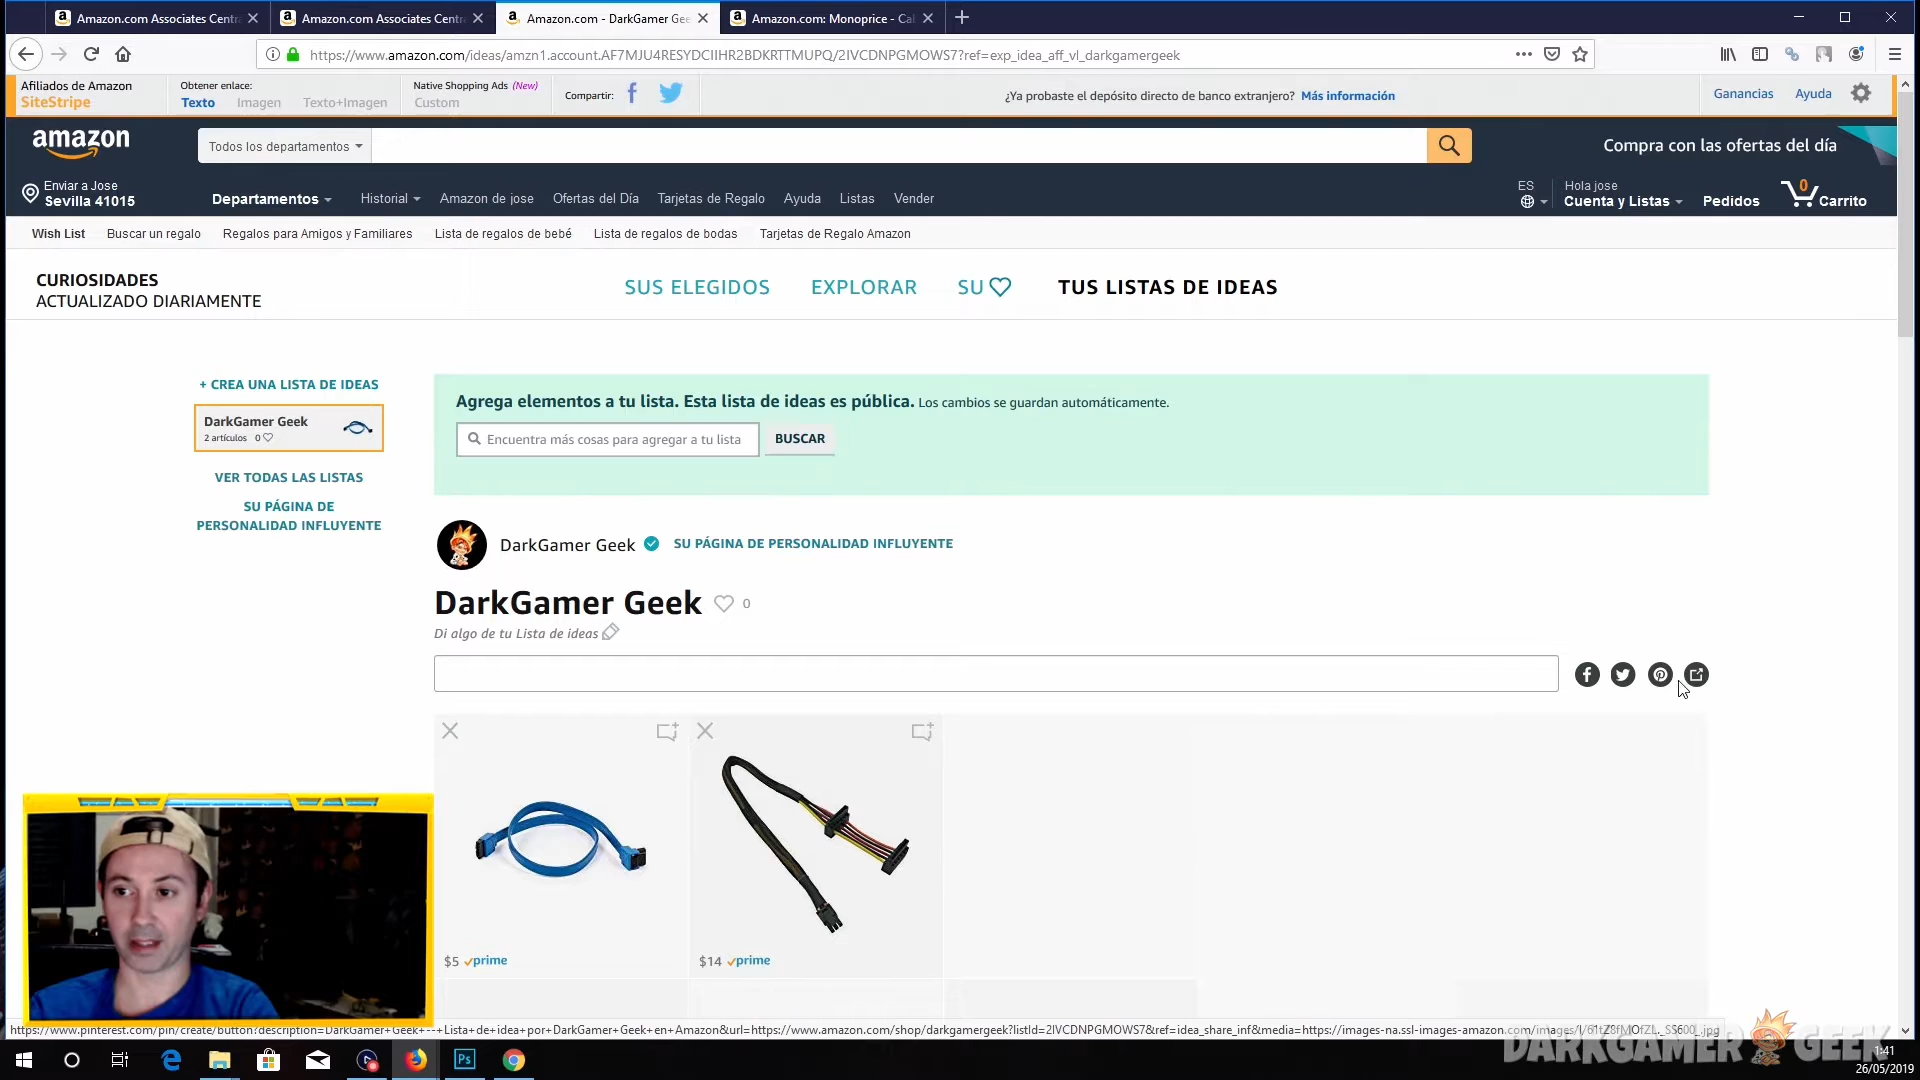 Amazon.com Associates Centr
Amazon.com Associates Centr
Amazon.com - DarkGamer Gee
Amazon.com: Monoprice - Ca
https://www.amazon.com/ideas/amzn1.account.AF7MJU4RESYDCIIHR2BDKRTTMUPQ/2IVCDNPGMOWS7?ref=exp_idea_aff_vl_darkgamergeek
Afiliados de Amazon
SiteStripe
Obtener enlace:
Texto Imagen Texto+Imagen
Native Shopping Ads (New)
Custom
Compartir:
¿Ya probaste el depósito directo de banco extranjero? Más información
Ganancias Ayuda
amazon
Todos los departamentos
Compra con las ofertas del día
Enviar a Jose
Sevilla 41015
Departamentos Historial Amazon de jose Ofertas del Día Tarjetas de Regalo Ayuda Listas Vender
ES
Hola jose
Cuenta y Listas
Pedidos
0
Carrito
Wish List Buscar un regalo Regalos para Amigos y Familiares Lista de regalos de bebé Lista de regalos de bodas Tarjetas de Regalo Amazon
CURIOSIDADES
ACTUALIZADO DIARIAMENTE
SUS ELEGIDOS EXPLORAR SU TUS LISTAS DE IDEAS
+ CREA UNA LISTA DE IDEAS
DarkGamer Geek
2 artículos 0
VER TODAS LAS LISTAS
SU PÁGINA DE
PERSONALIDAD INFLUYENTE
Agrega elementos a tu lista. Esta lista de ideas es pública. Los cambios se guardan automáticamente.
Encuentra más cosas para agregar a tu lista
BUSCAR
DarkGamer Geek SU PÁGINA DE PERSONALIDAD INFLUYENTE
DarkGamer Geek 0
Di algo de tu Lista de ideas
$5 prime
$14 prime
DARKGAMER GEEK
1:41
26/05/2019